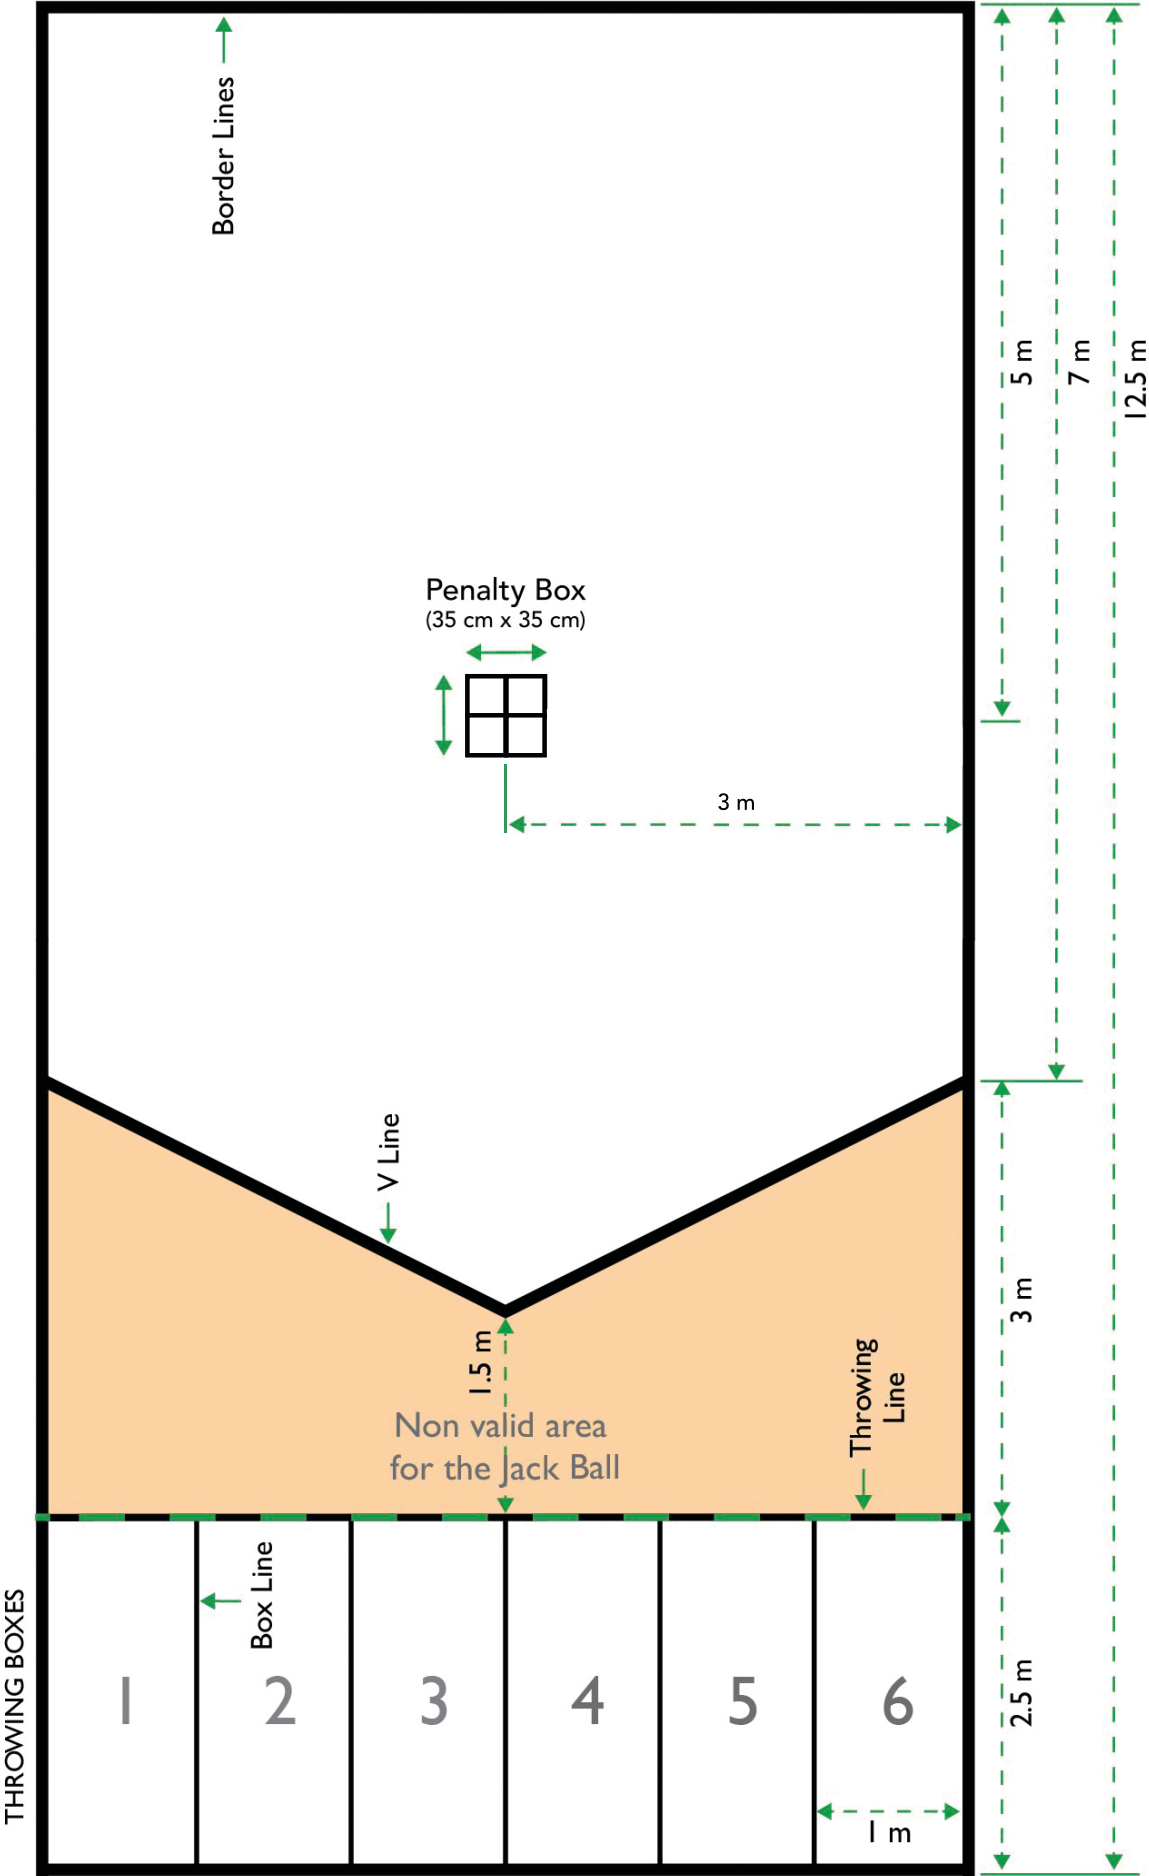 Border Lines
5 m
7 m
12.5 m
Penalty Box
(35 cm x 35 cm)
3 m
V Line
1.5 m
3 m
Throwing
Line
Non valid area
for the Jack Ball
THROWING BOXES
Box Line
1
2
3
4
5
6
2.5 m
1 m